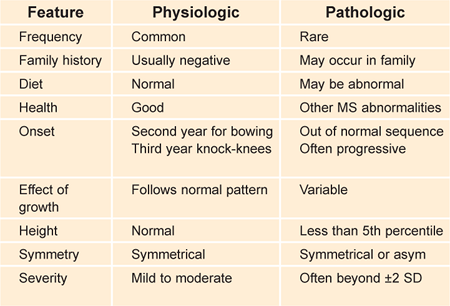 Feature Physiologic Pathologic
Frequency Common Rare
Family history Usually negative May occur in family
Diet Normal May be abnormal
Health Good Other MS abnormalities
Onset Second year for bowing Out of normal sequence
Third year knock-knees Often progressive
Effect of Follows normal pattern Variable
growth
Height Normal Less than 5th percentile
Symmetry Symmetrical Symmetrical or asym
Severity Mild to moderate Often beyond ±2 SD